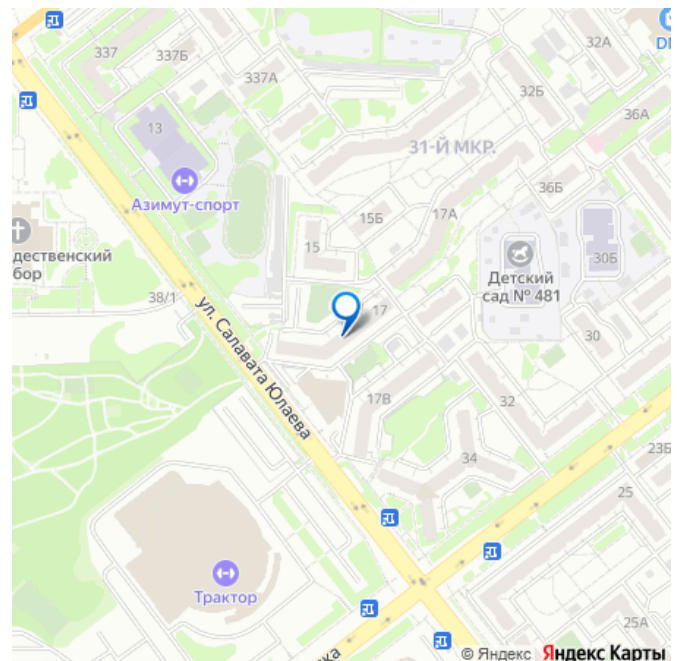 337
337Б
337А
32А
32Б
36А
13
31-Й МКР.
Азимут-спорт
36Б
15Б
17А
15
30Б
дественский
бор
Детский
сад № 481
38/1
17
ул. Салавата Юлаева
30
17В
32
34
23Б
25
Трактор
25А
© Яндекс Яндекс Карты